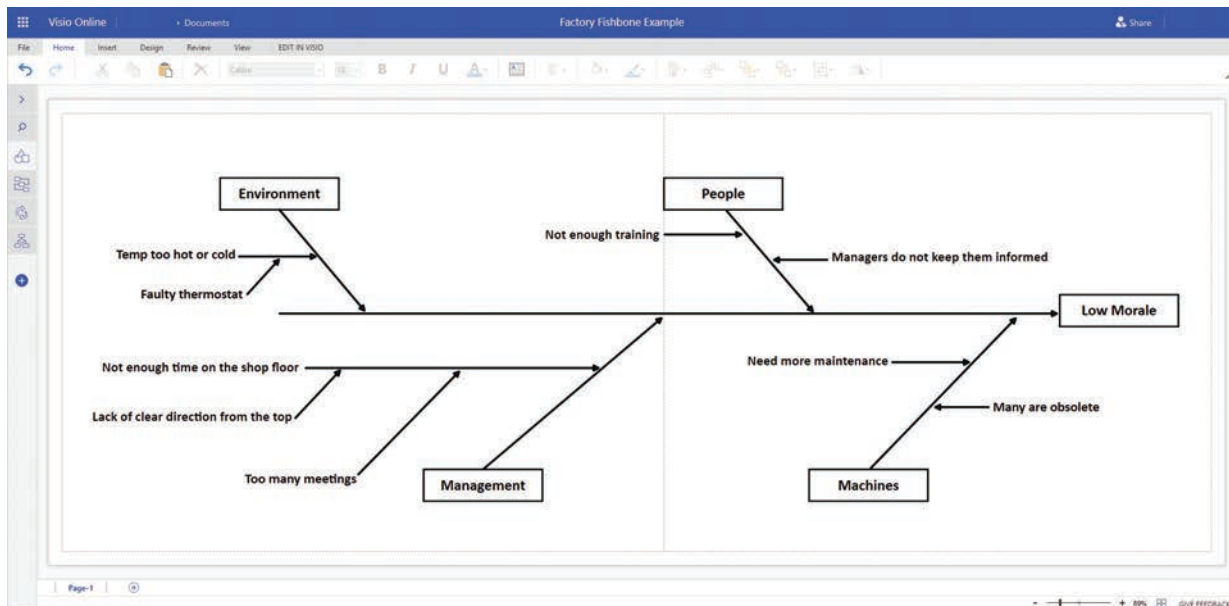 Visio Online
Documents
Factory Fishbone Example
Share
File Home Insert Design Review View EDIT IN VISIO
B I U A
Environment
People
Not enough training
Temp too hot or cold
Managers do not keep them informed
Faulty thermostat
Low Morale
Not enough time on the shop floor
Need more maintenance
Lack of clear direction from the top
Many are obsolete
Too many meetings
Management
Machines
Page-1
- + 89% GIVE FEEDBACK